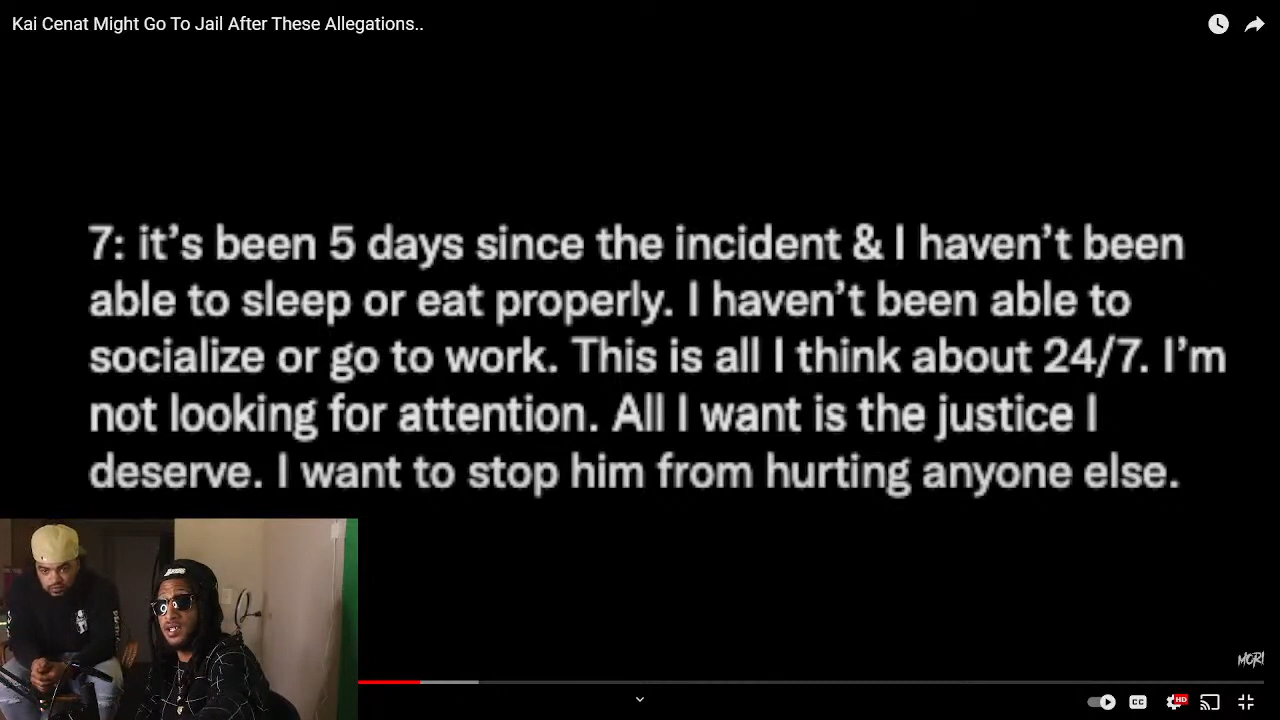 Kai Cenat Might Go To Jail After These Allegations..
7: it's been 5 days since the incident & I haven't been
able to sleep or eat properly. I haven't been able to
socialize or go to work. This is all I think about 24/7. I'm
not looking for attention. All I want is the justice I
deserve. I want to stop him from hurting anyone else.
MORI
CC
HD